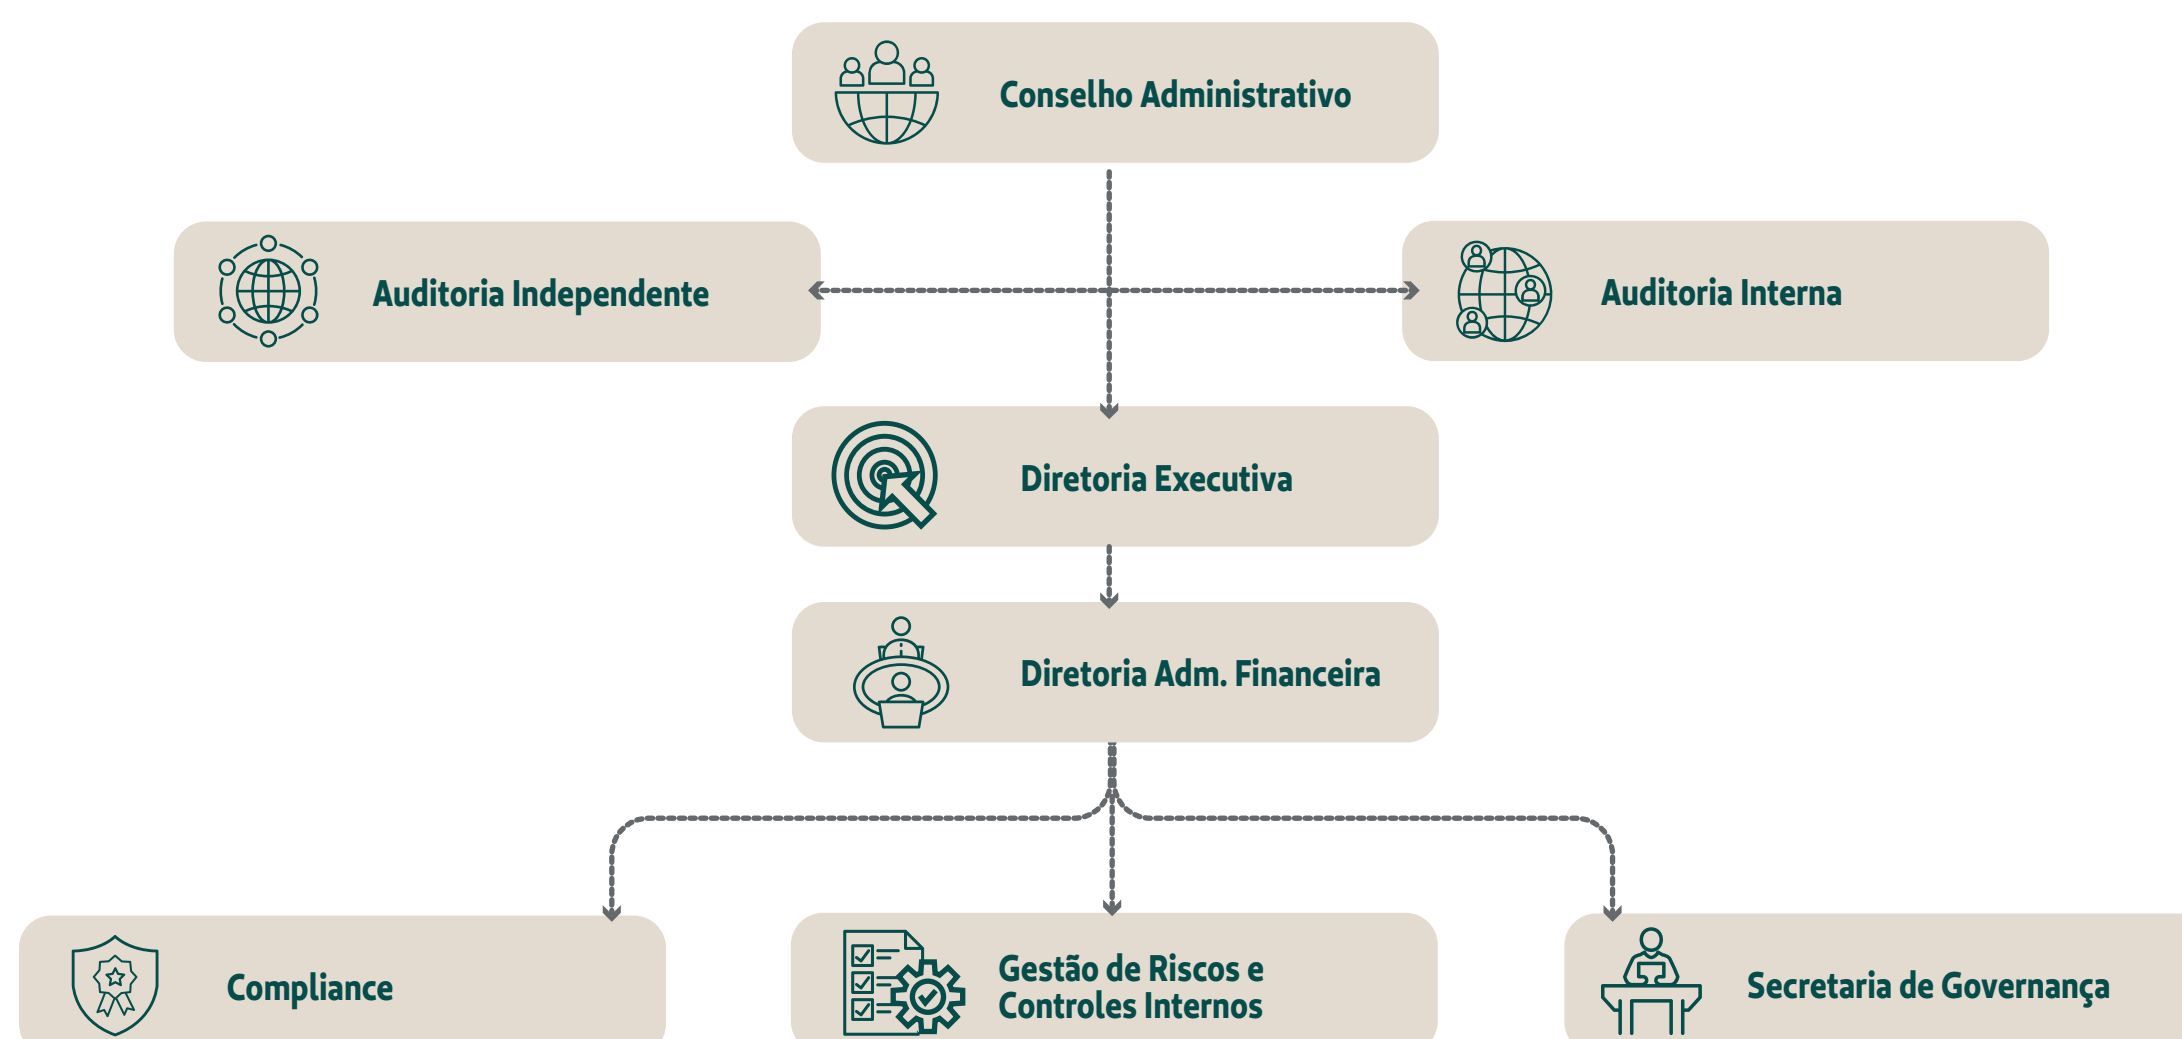 Conselho Administrativo
Auditoria Independente
Auditoria Interna
Diretoria Executiva
Diretoria Adm. Financeira
Compliance
Gestão de Riscos e
Controles Internos
Secretaria de Governança